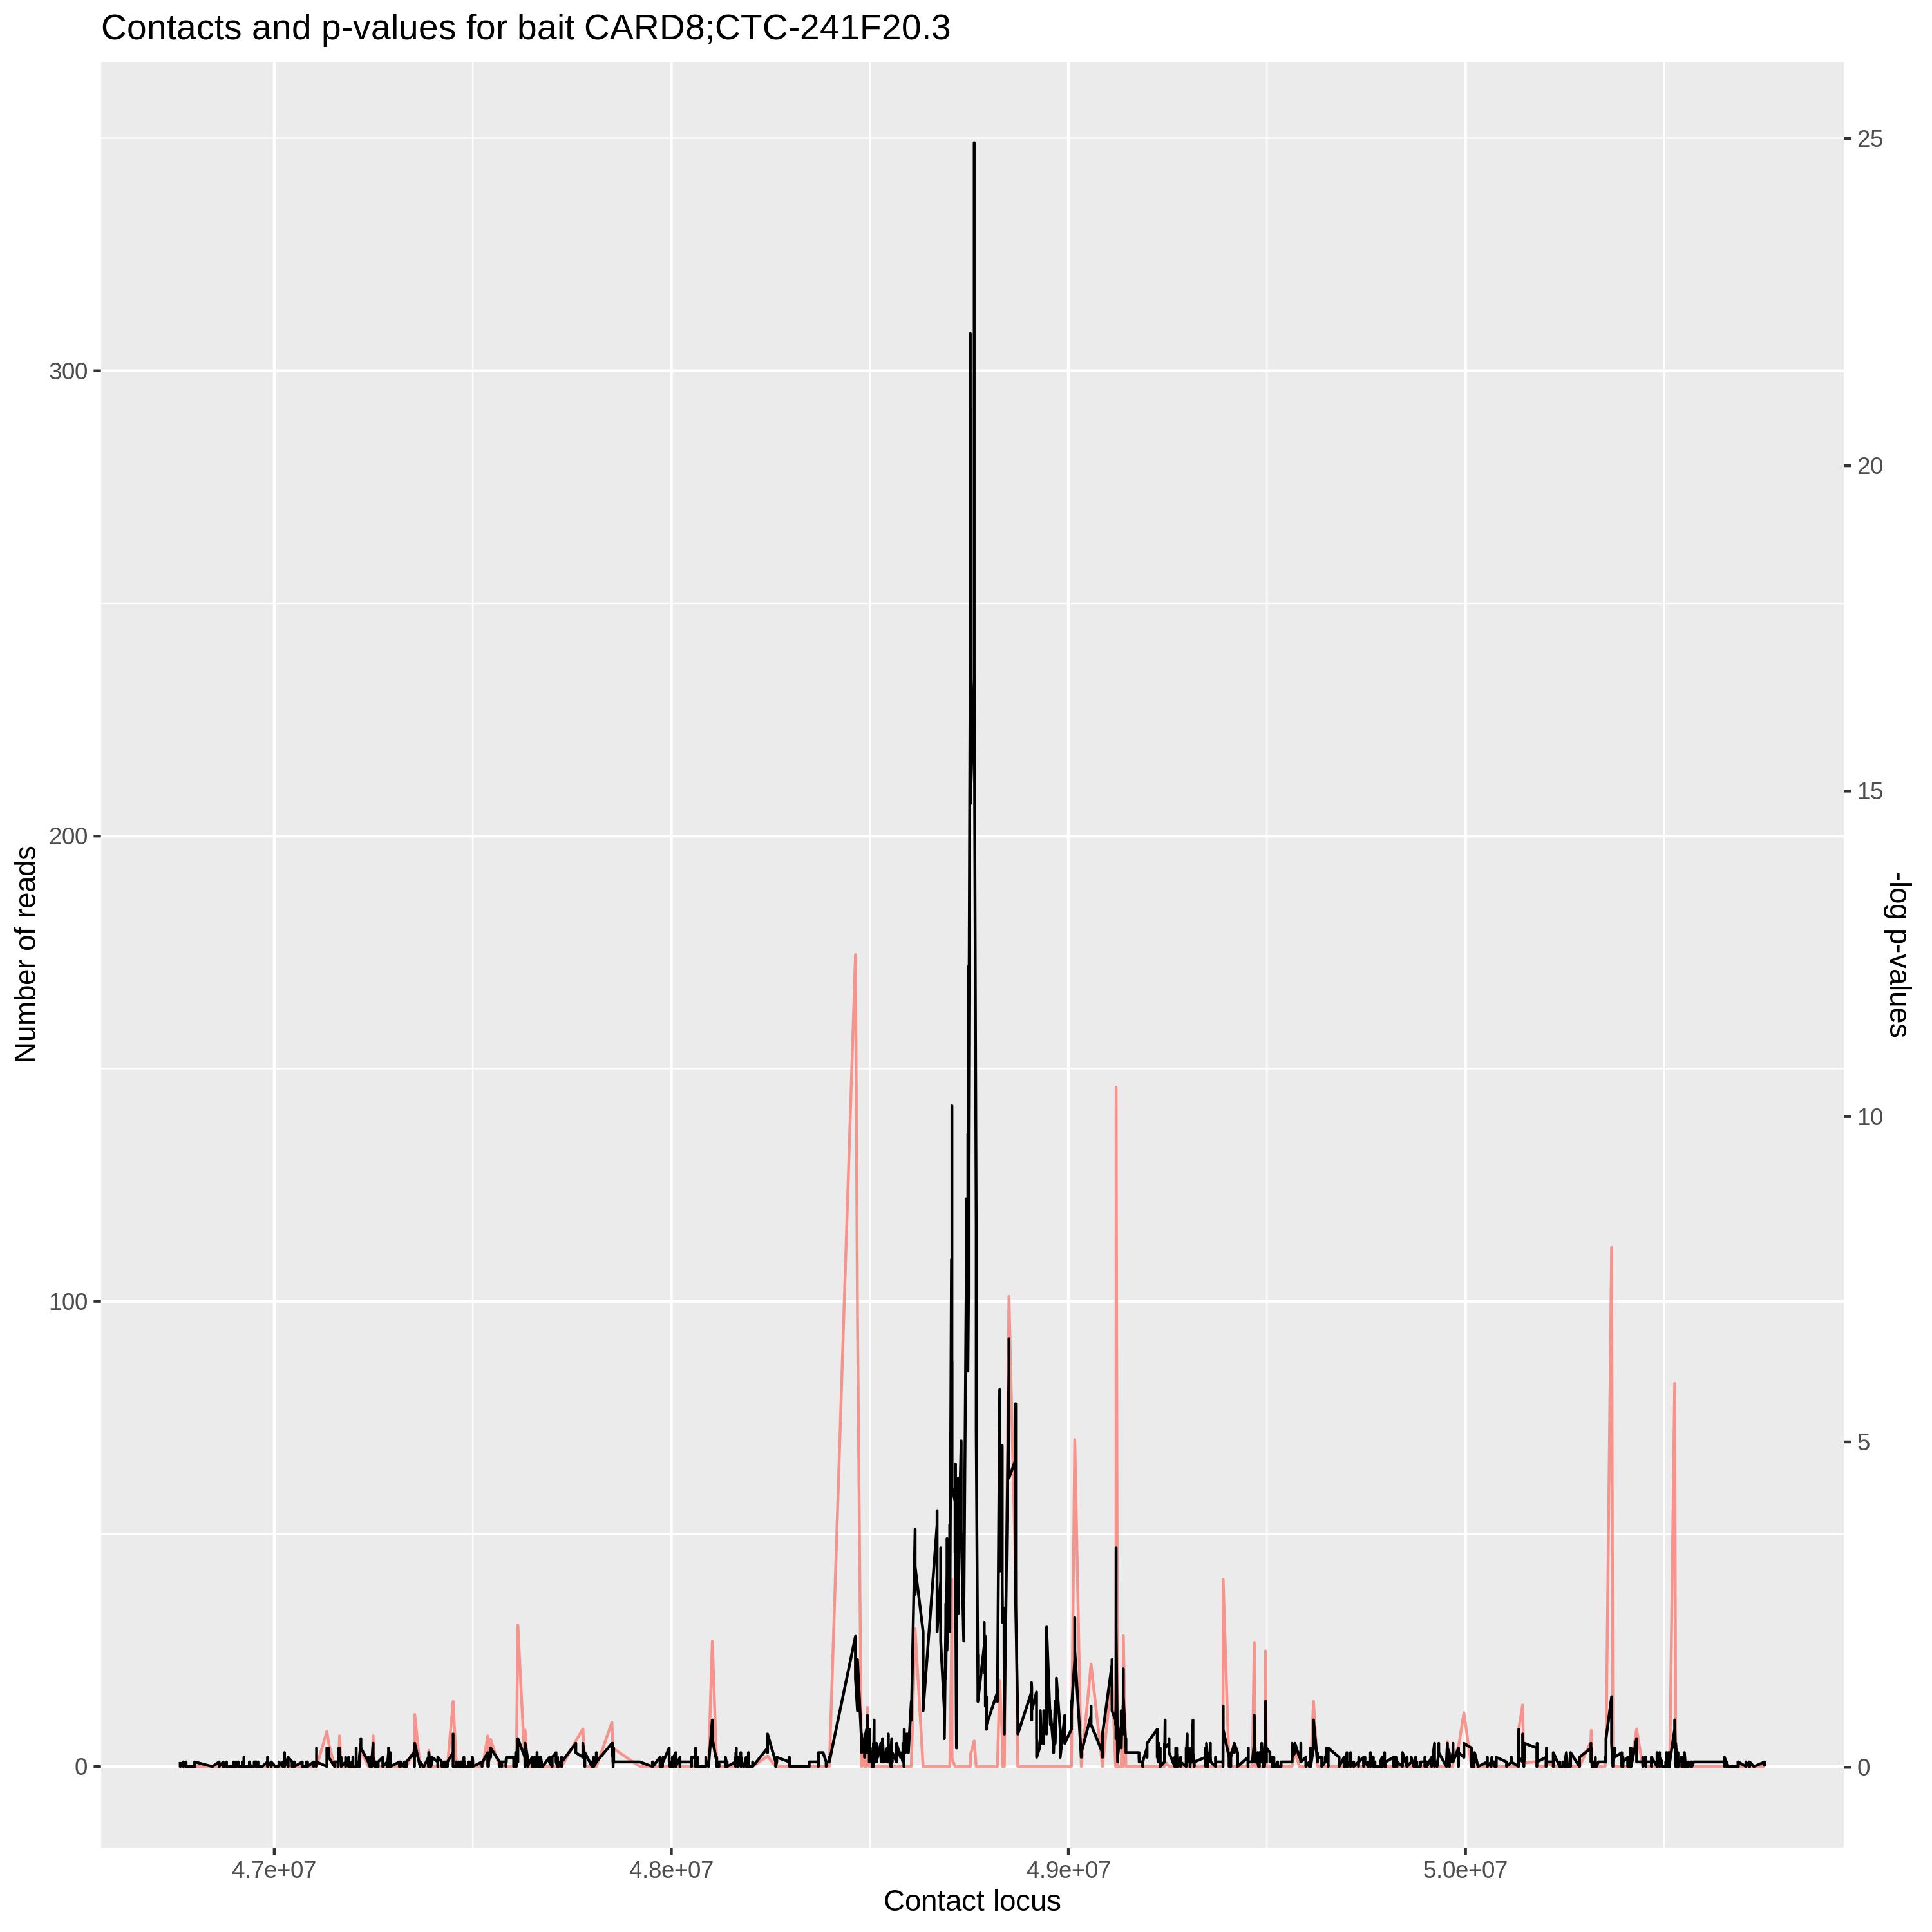 Contacts and p-values for bait CARD8;CTC-241F20.3
Number of reads
300
200
100
0
25
20
15
10
5
0
-log p-values
4.7e+07
4.8e+07
4.9e+07
5.0e+07
Contact locus